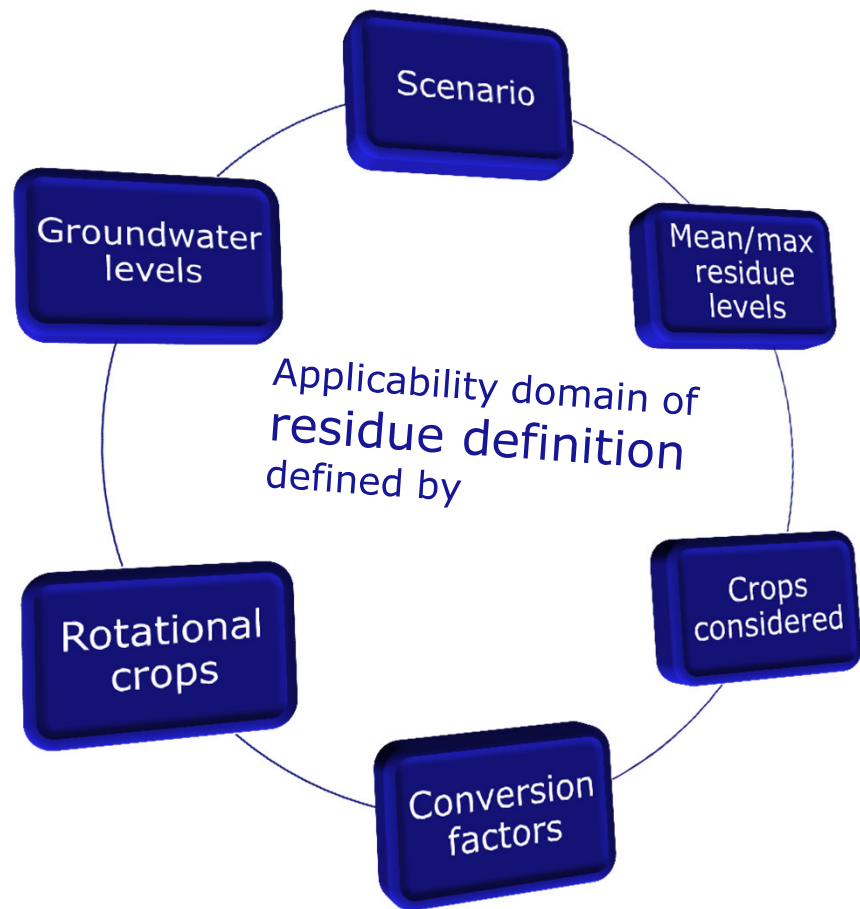 Scenario
Mean/max
residue
levels
Crops
considered
Conversion
factors
Rotational
crops
Groundwater
levels
Applicability domain of
residue definition
defined by